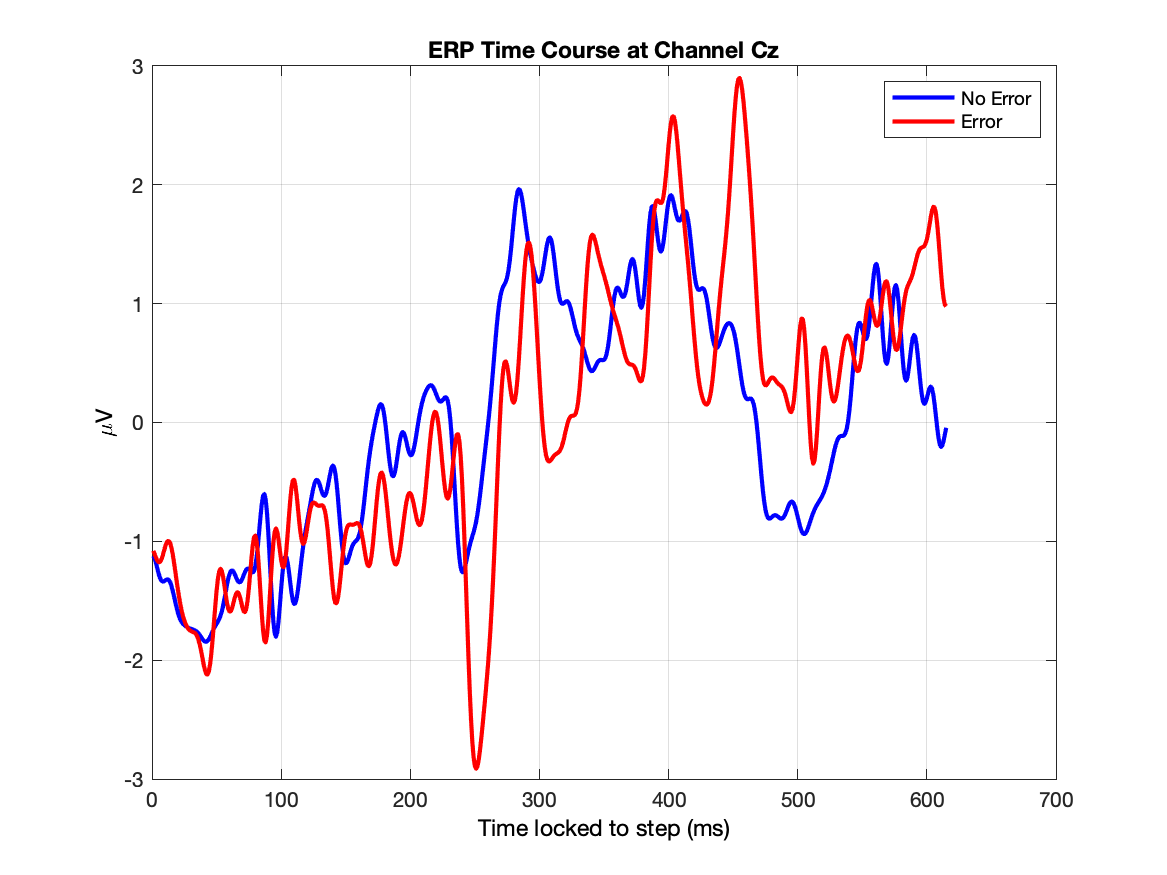 ERP Time Course at Channel Cz
No Error
Error
3
2
1
0
-1
-2
-3
μV
0 100 200 300 400 500 600 700
Time locked to step (ms)